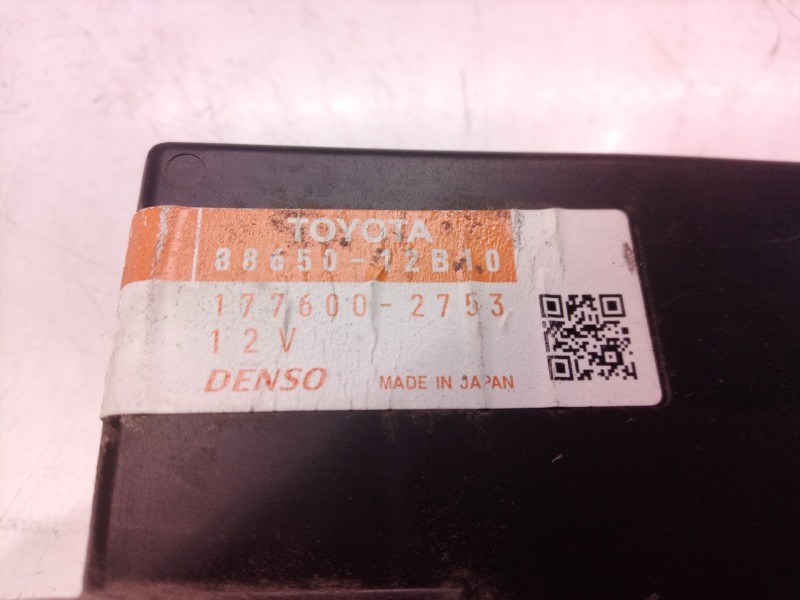 TOYOTA
88650-12B10
177600-2753
12V
DENSO MADE IN JAPAN